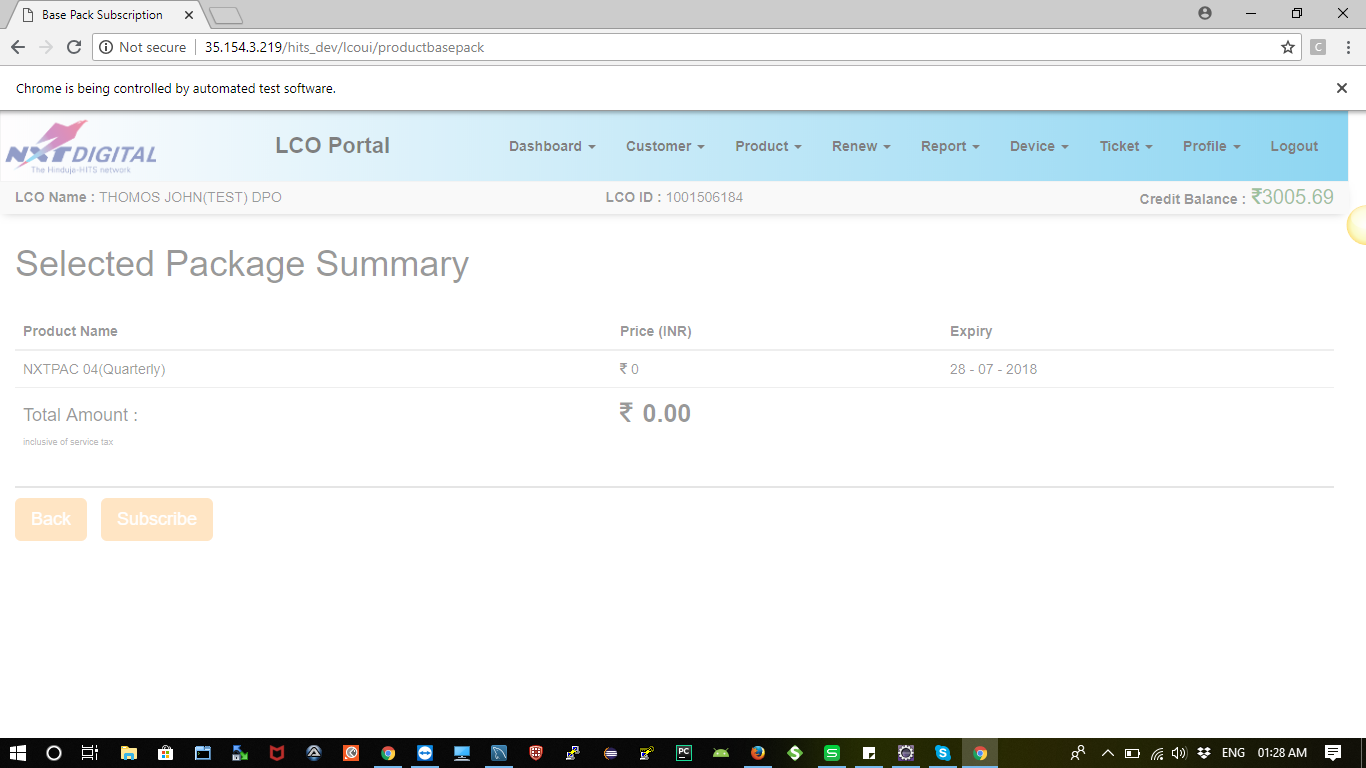 Base Pack Subscription
Not secure 35.154.3.219/hits_dev/lcoui/productbasepack
C
Chrome is being controlled by automated test software.
NXTDIGITAL
The Hinduja-HITS network
LCO Portal
Dashboard Customer Product Renew Report Device Ticket Profile Logout
LCO Name : THOMOS JOHN(TEST) DPO LCO ID : 1001506184 Credit Balance : ₹3005.69
Selected Package Summary
Product Name Price (INR) Expiry
NXTPAC 04(Quarterly) ₹ 0 28 - 07 - 2018
Total Amount : ₹ 0.00
inclusive of service tax
Back Subscribe
PC S S ENG 01:28 AM